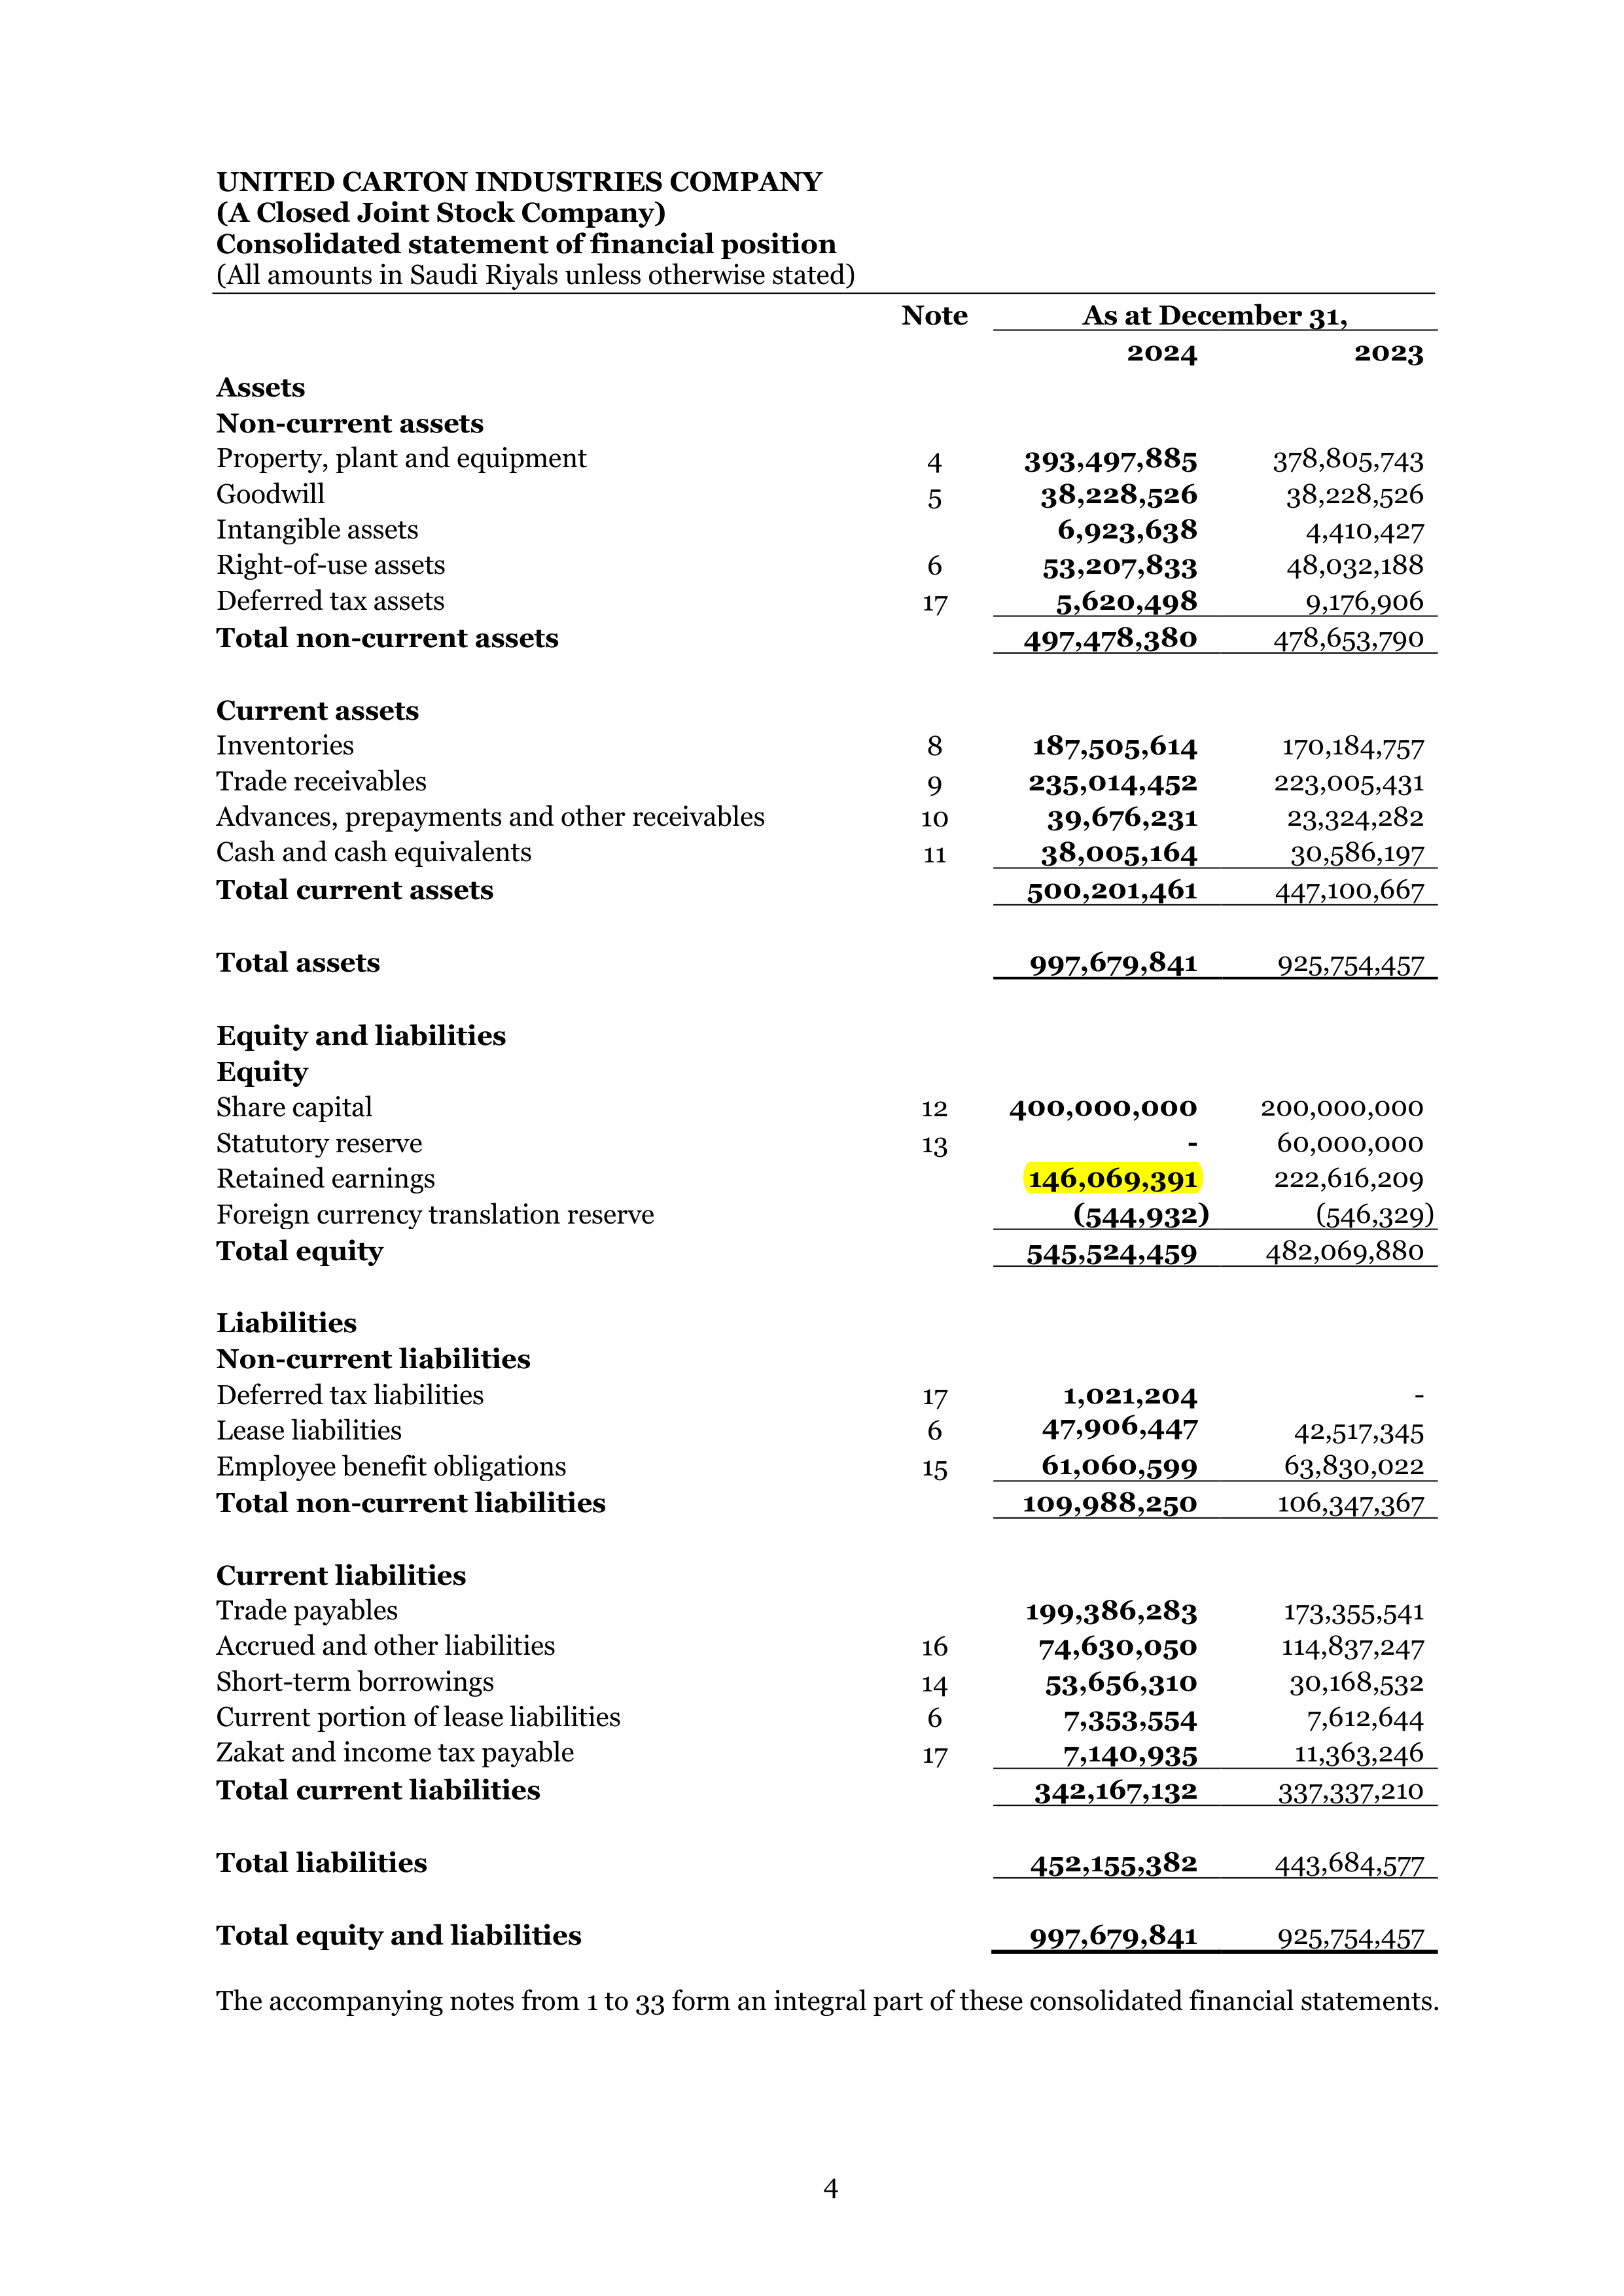 UNITED CARTON INDUSTRIES COMPANY
(A Closed Joint Stock Company)
Consolidated statement of financial position
(All amounts in Saudi Riyals unless otherwise stated)
Note As at December 31,
2024 2023
Assets
Non-current assets
Property, plant and equipment 4 393,497,885 378,805,743
Goodwill 5 38,228,526 38,228,526
Intangible assets 6,923,638 4,410,427
Right-of-use assets 6 53,207,833 48,032,188
Deferred tax assets 17 5,620,498 9,176,906
Total non-current assets 497,478,380 478,653,790
Current assets
Inventories 8 187,505,614 170,184,757
Trade receivables 9 235,014,452 223,005,431
Advances, prepayments and other receivables 10 39,676,231 23,324,282
Cash and cash equivalents 11 38,005,164 30,586,197
Total current assets 500,201,461 447,100,667
Total assets 997,679,841 925,754,457
Equity and liabilities
Equity
Share capital 12 400,000,000 200,000,000
Statutory reserve 13 - 60,000,000
Retained earnings 146,069,391 222,616,209
Foreign currency translation reserve (544,932) (546,329)
Total equity 545,524,459 482,069,880
Liabilities
Non-current liabilities
Deferred tax liabilities 17 1,021,204 -
Lease liabilities 6 47,906,447 42,517,345
Employee benefit obligations 15 61,060,599 63,830,022
Total non-current liabilities 109,988,250 106,347,367
Current liabilities
Trade payables 199,386,283 173,355,541
Accrued and other liabilities 16 74,630,050 114,837,247
Short-term borrowings 14 53,656,310 30,168,532
Current portion of lease liabilities 6 7,353,554 7,612,644
Zakat and income tax payable 17 7,140,935 11,363,246
Total current liabilities 342,167,132 337,337,210
Total liabilities 452,155,382 443,684,577
Total equity and liabilities 997,679,841 925,754,457
The accompanying notes from 1 to 33 form an integral part of these consolidated financial statements.
4